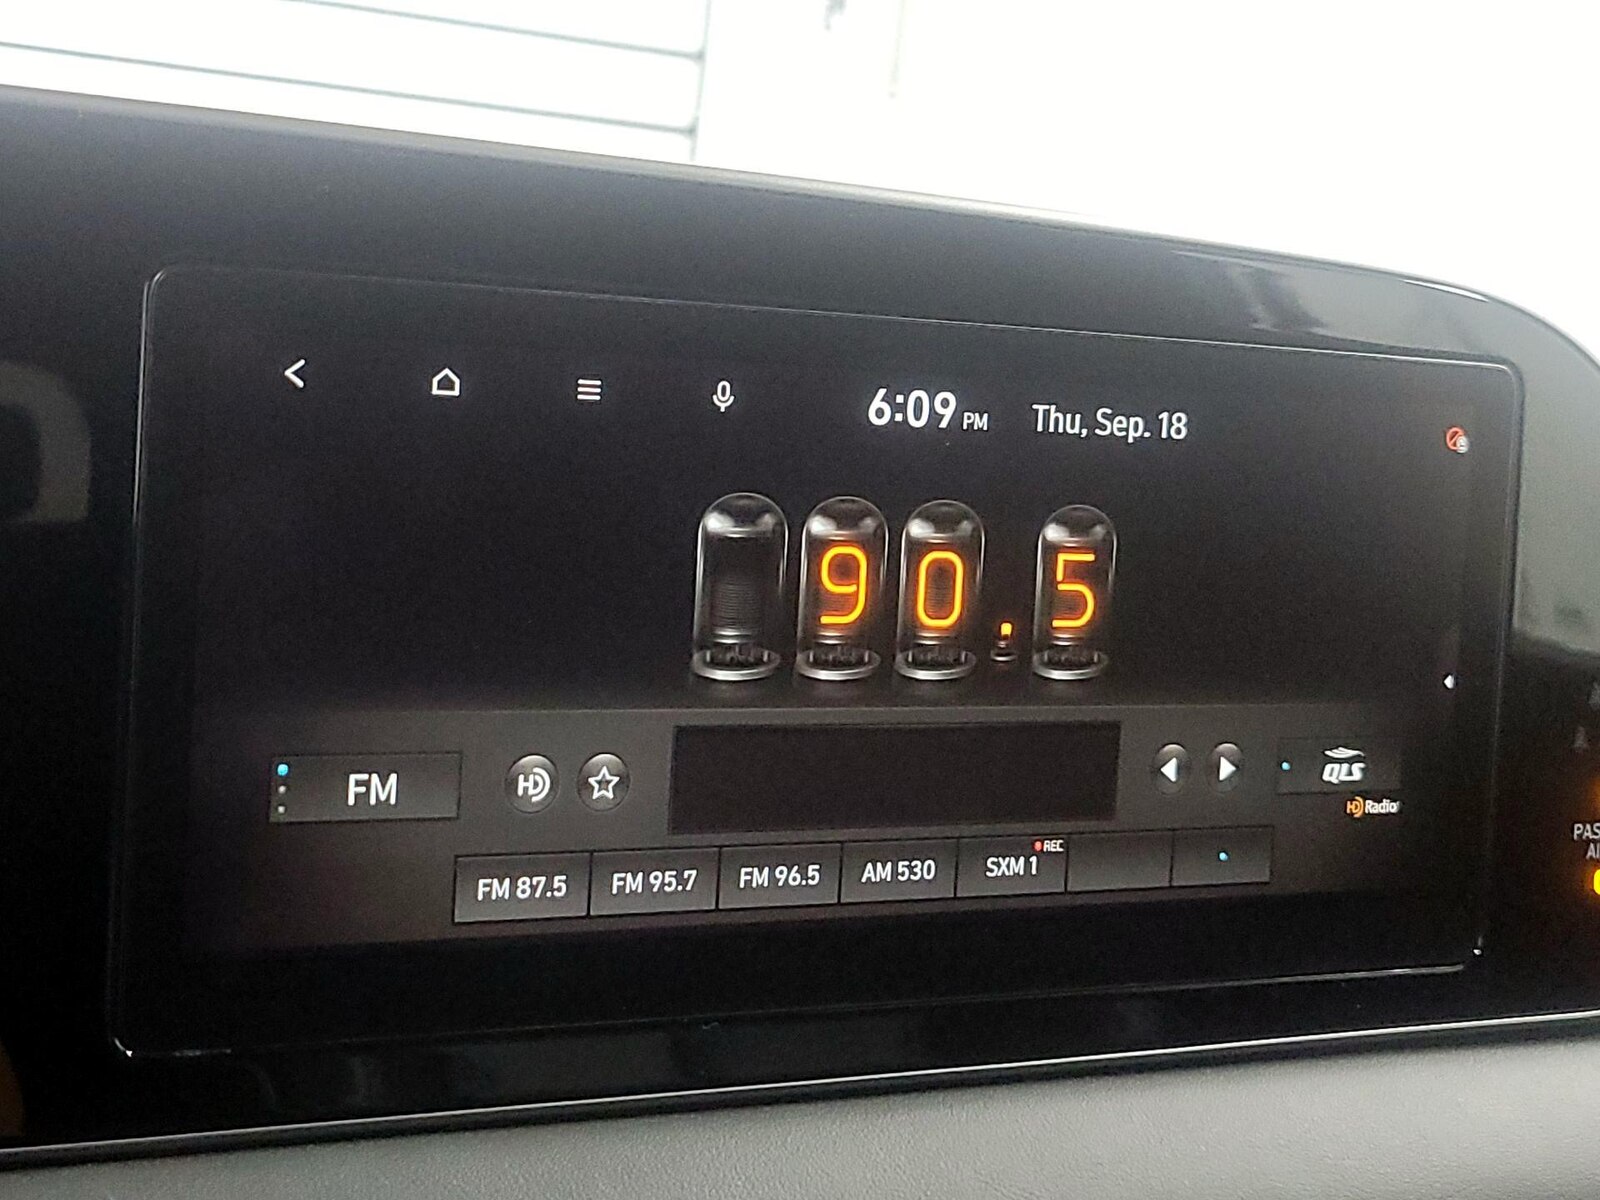 6:09 PM Thu, Sep. 18
90.5
FM
HD
QLS
HD Radio
FM 87.5
FM 95.7
FM 96.5
AM 530
SXM 1
REC